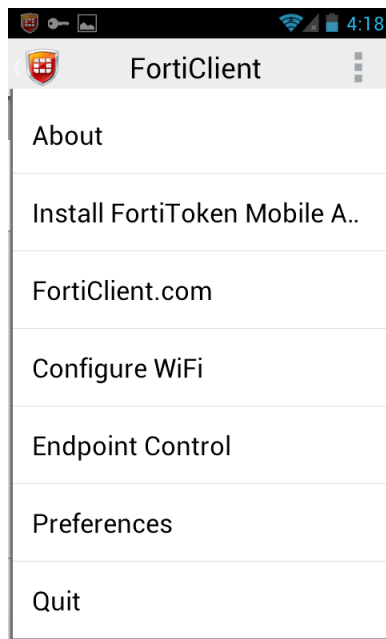 4:18
FortiClient
About
Install FortiToken Mobile A..
FortiClient.com
Configure WiFi
Endpoint Control
Preferences
Quit